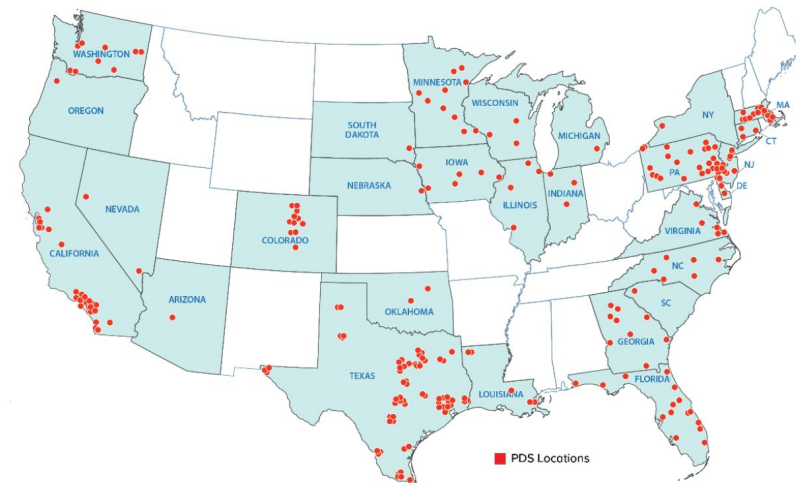 WASHINGTON
OREGON
CALIFORNIA
NEVADA
ARIZONA
COLORADO
SOUTH
DAKOTA
NEBRASKA
OKLAHOMA
TEXAS
MINNESOTA
WISCONSIN
IOWA
ILLINOIS
MICHIGAN
INDIANA
LOUISIANA
GEORGIA
FLORIDA
SC
NC
VIRGINIA
PA
NY
MA
CT
NJ
DE
PDS Locations